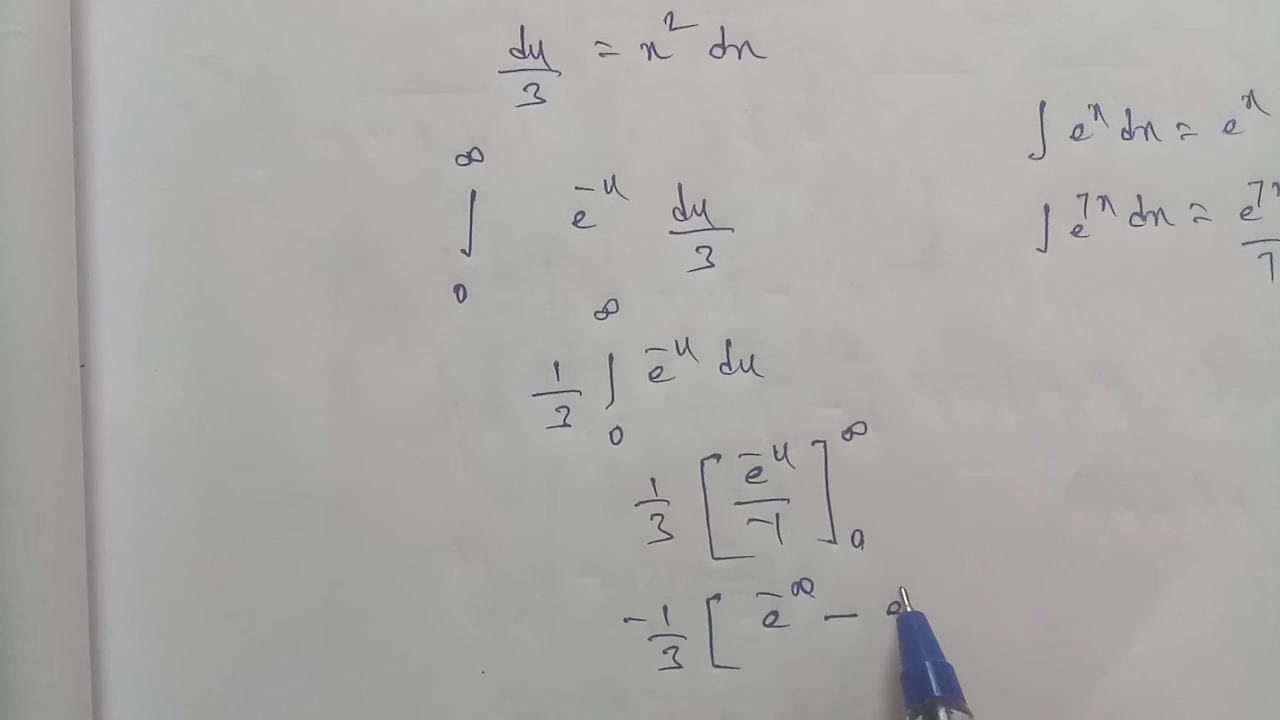 du/3 = x² dx
∫₀^∞ e^-u du/3
1/3 ∫₀^∞ e^-u du
1/3 [e^-u/-1]₀^∞
-1/3 [e^-∞ - e
∫ e^x dx = e^x
∫ e^7x dx = e^7x/7